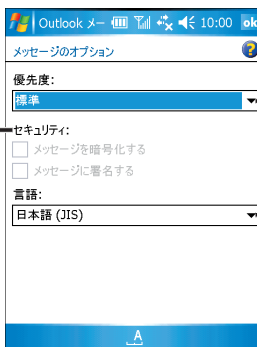 Outlook メー 10:00 ok
メッセージのオプション ?
優先度:
標準
セキュリティ:
メッセージを暗号化する
メッセージに署名する
言語:
日本語 (JIS)
A